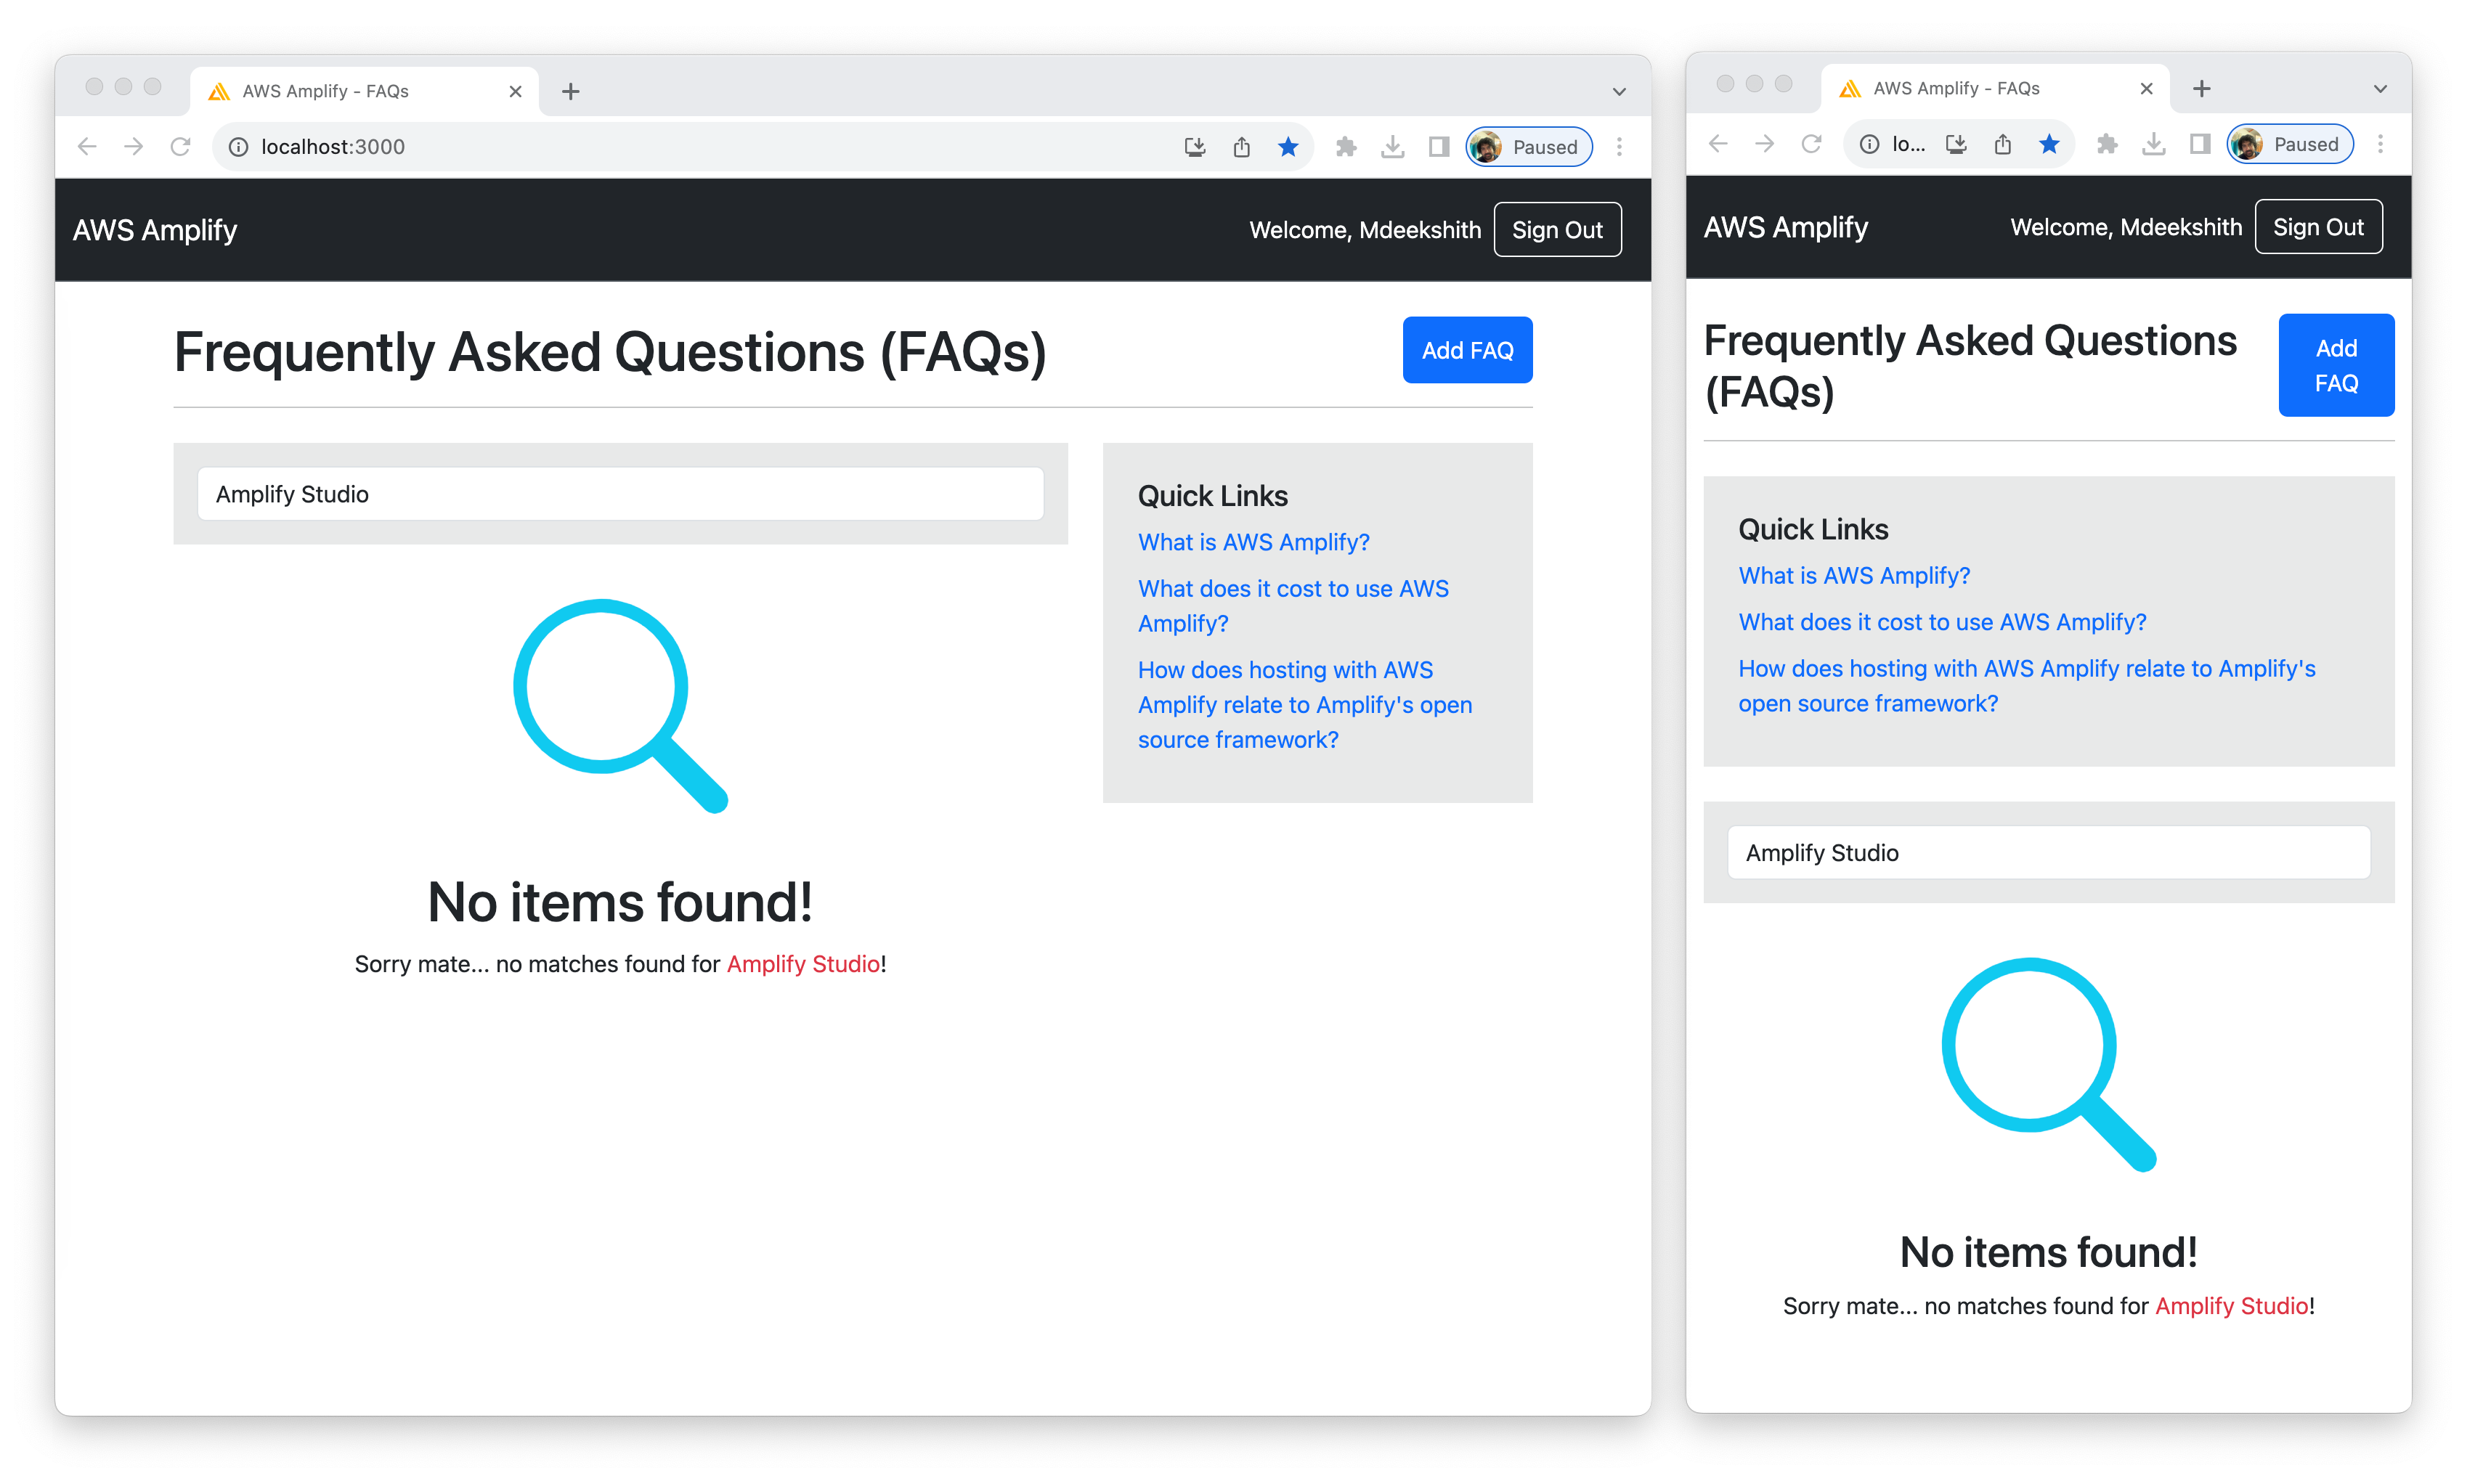 AWS Amplify - FAQs
localhost:3000
Paused
AWS Amplify
Welcome, Mdeekshith
Sign Out
Frequently Asked Questions (FAQs)
Add FAQ
Amplify Studio
No items found!
Sorry mate... no matches found for Amplify Studio!
Quick Links
What is AWS Amplify?
What does it cost to use AWS
Amplify?
How does hosting with AWS
Amplify relate to Amplify's open
source framework?
AWS Amplify - FAQs
lo...
Paused
AWS Amplify
Welcome, Mdeekshith
Sign Out
Frequently Asked Questions
(FAQs)
Add
FAQ
Quick Links
What is AWS Amplify?
What does it cost to use AWS Amplify?
How does hosting with AWS Amplify relate to Amplify's
open source framework?
Amplify Studio
No items found!
Sorry mate... no matches found for Amplify Studio!